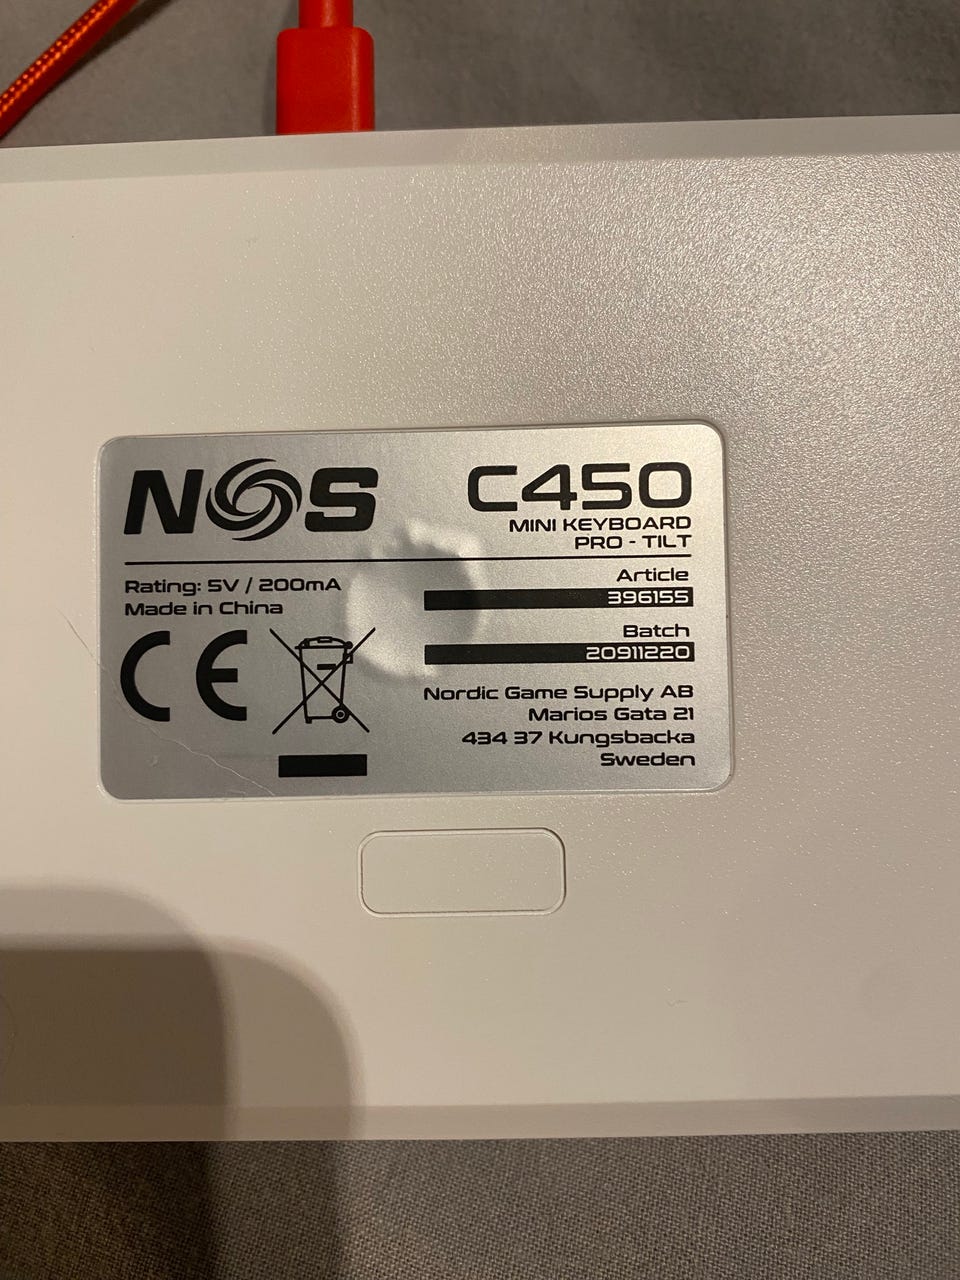 NOS
C450
MINI KEYBOARD
PRO - TILT
Rating: 5V / 200mA
Made in China
CE
Article
396155
Batch
20911220
Nordic Game Supply AB
Marios Gata 21
434 37 Kungsbacka
Sweden